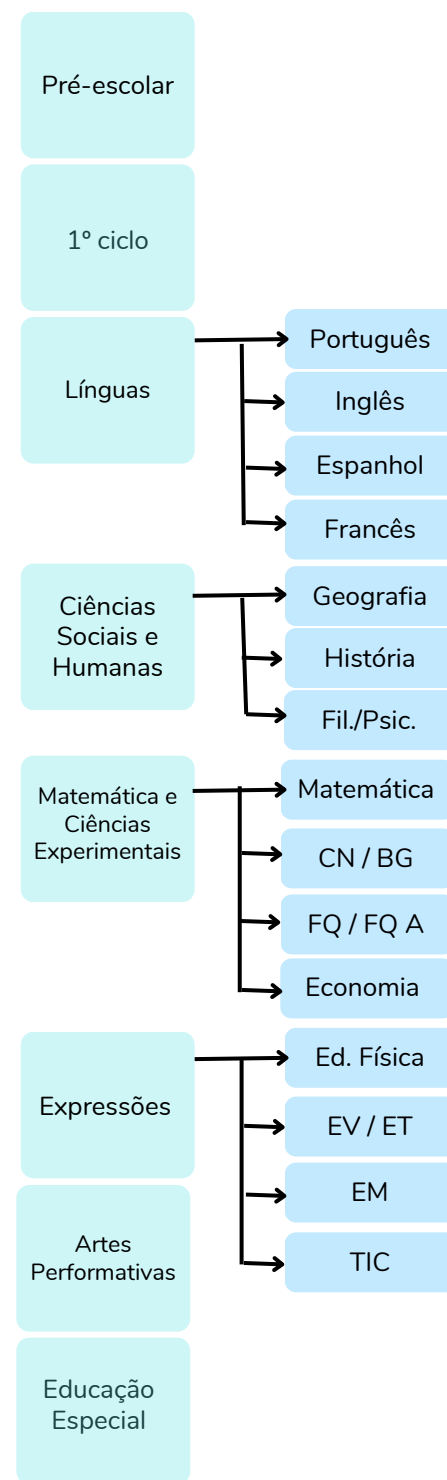 Pré-escolar
1º ciclo
Línguas
Português
Inglês
Espanhol
Francês
Ciências
Sociais e
Humanas
Geografia
História
Fil./Psic.
Matemática e
Ciências
Experimentais
Matemática
CN / BG
FQ / FQ A
Economia
Expressões
Ed. Física
EV / ET
EM
TIC
Artes
Performativas
Educação
Especial